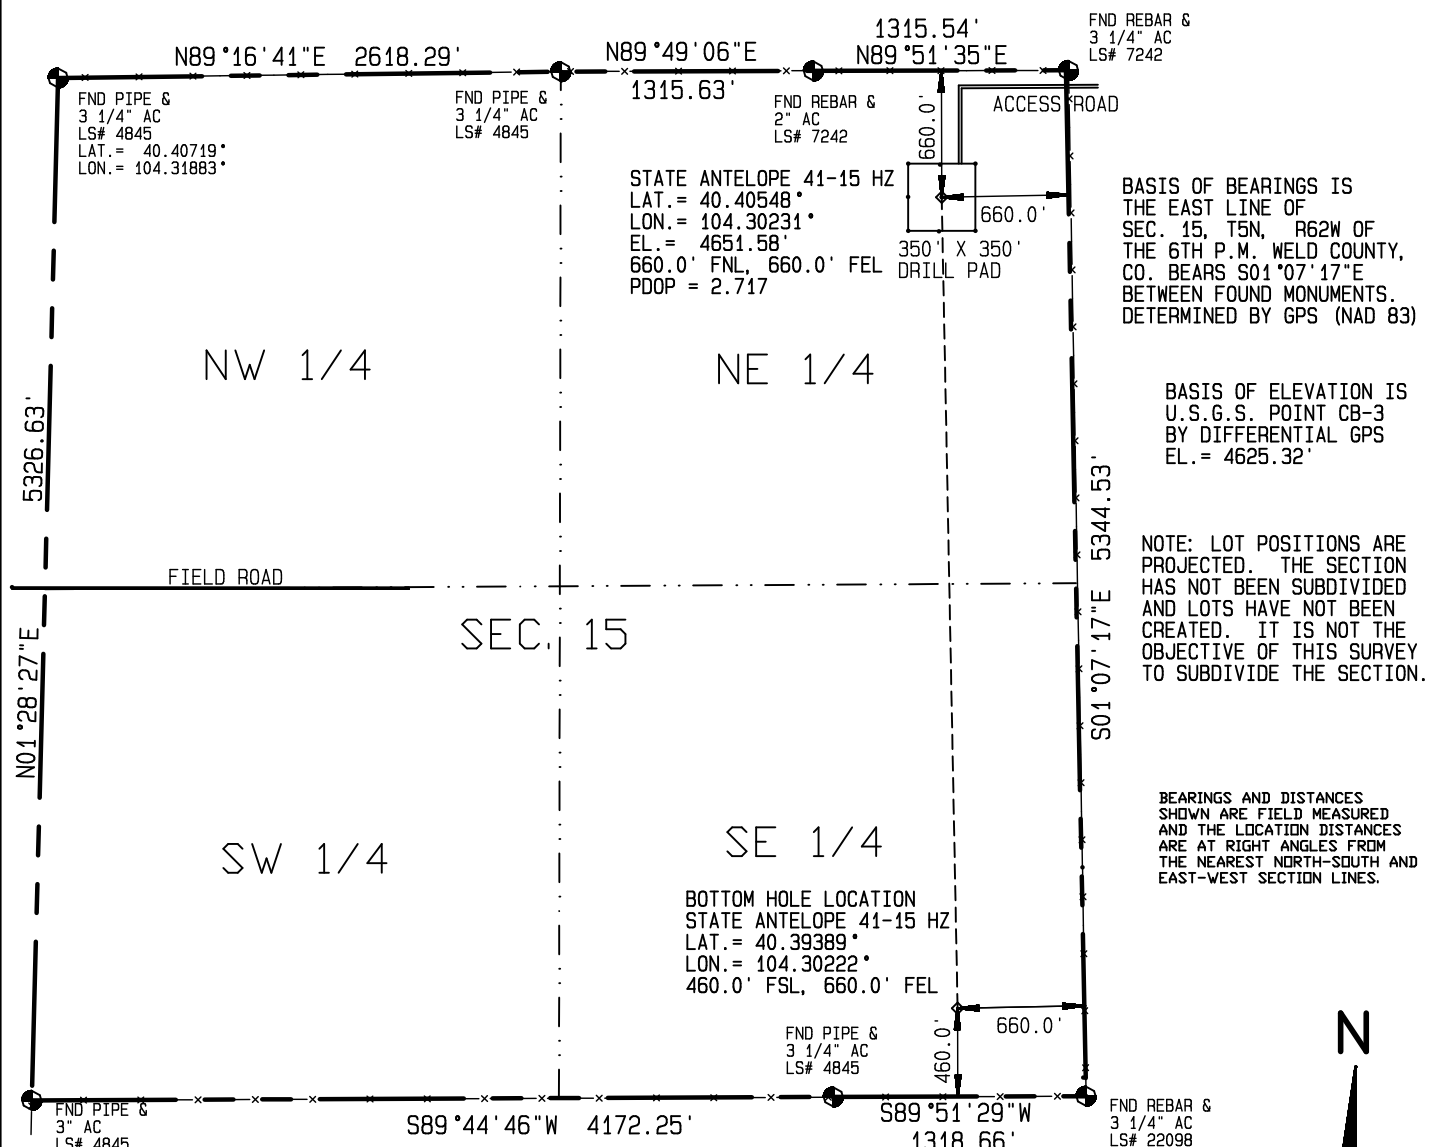 1315.54'
N89°16'41"E 2618.29'
N89°49'06"E
1315.63'
N89°51'35"E
FND REBAR &
3 1/4" AC
LS# 7242
FND PIPE &
3 1/4" AC
LS# 4845
LAT.= 40.40719°
LON.= 104.31883°
FND PIPE &
3 1/4" AC
LS# 4845
FND REBAR &
2" AC
LS# 7242
660.0'
ACCESS ROAD
STATE ANTELOPE 41-15 HZ
LAT.= 40.40548°
LON.= 104.30231°
EL.= 4651.58'
660.0' FNL, 660.0' FEL
PDOP = 2.717
660.0'
350' X 350'
DRILL PAD
BASIS OF BEARINGS IS
THE EAST LINE OF
SEC. 15, T5N, R62W OF
THE 6TH P.M. WELD COUNTY,
CO. BEARS S01°07'17"E
BETWEEN FOUND MONUMENTS.
DETERMINED BY GPS (NAD 83)
NW 1/4
NE 1/4
BASIS OF ELEVATION IS
U.S.G.S. POINT CB-3
BY DIFFERENTIAL GPS
EL.= 4625.32'
N01°28'27"E 5326.63'
S01°07'17"E 5344.53'
NOTE: LOT POSITIONS ARE
PROJECTED. THE SECTION
HAS NOT BEEN SUBDIVIDED
AND LOTS HAVE NOT BEEN
CREATED. IT IS NOT THE
OBJECTIVE OF THIS SURVEY
TO SUBDIVIDE THE SECTION.
FIELD ROAD
SEC. 15
BEARINGS AND DISTANCES
SHOWN ARE FIELD MEASURED
AND THE LOCATION DISTANCES
ARE AT RIGHT ANGLES FROM
THE NEAREST NORTH-SOUTH AND
EAST-WEST SECTION LINES.
SW 1/4
SE 1/4
BOTTOM HOLE LOCATION
STATE ANTELOPE 41-15 HZ
LAT.= 40.39389°
LON.= 104.30222°
460.0' FSL, 660.0' FEL
660.0'
460.0'
N
FND PIPE &
3 1/4" AC
LS# 4845
FND PIPE &
3" AC
LS# 4845
S89°44'46"W 4172.25'
S89°51'29"W
1318.66'
FND REBAR &
3 1/4" AC
LS# 22098